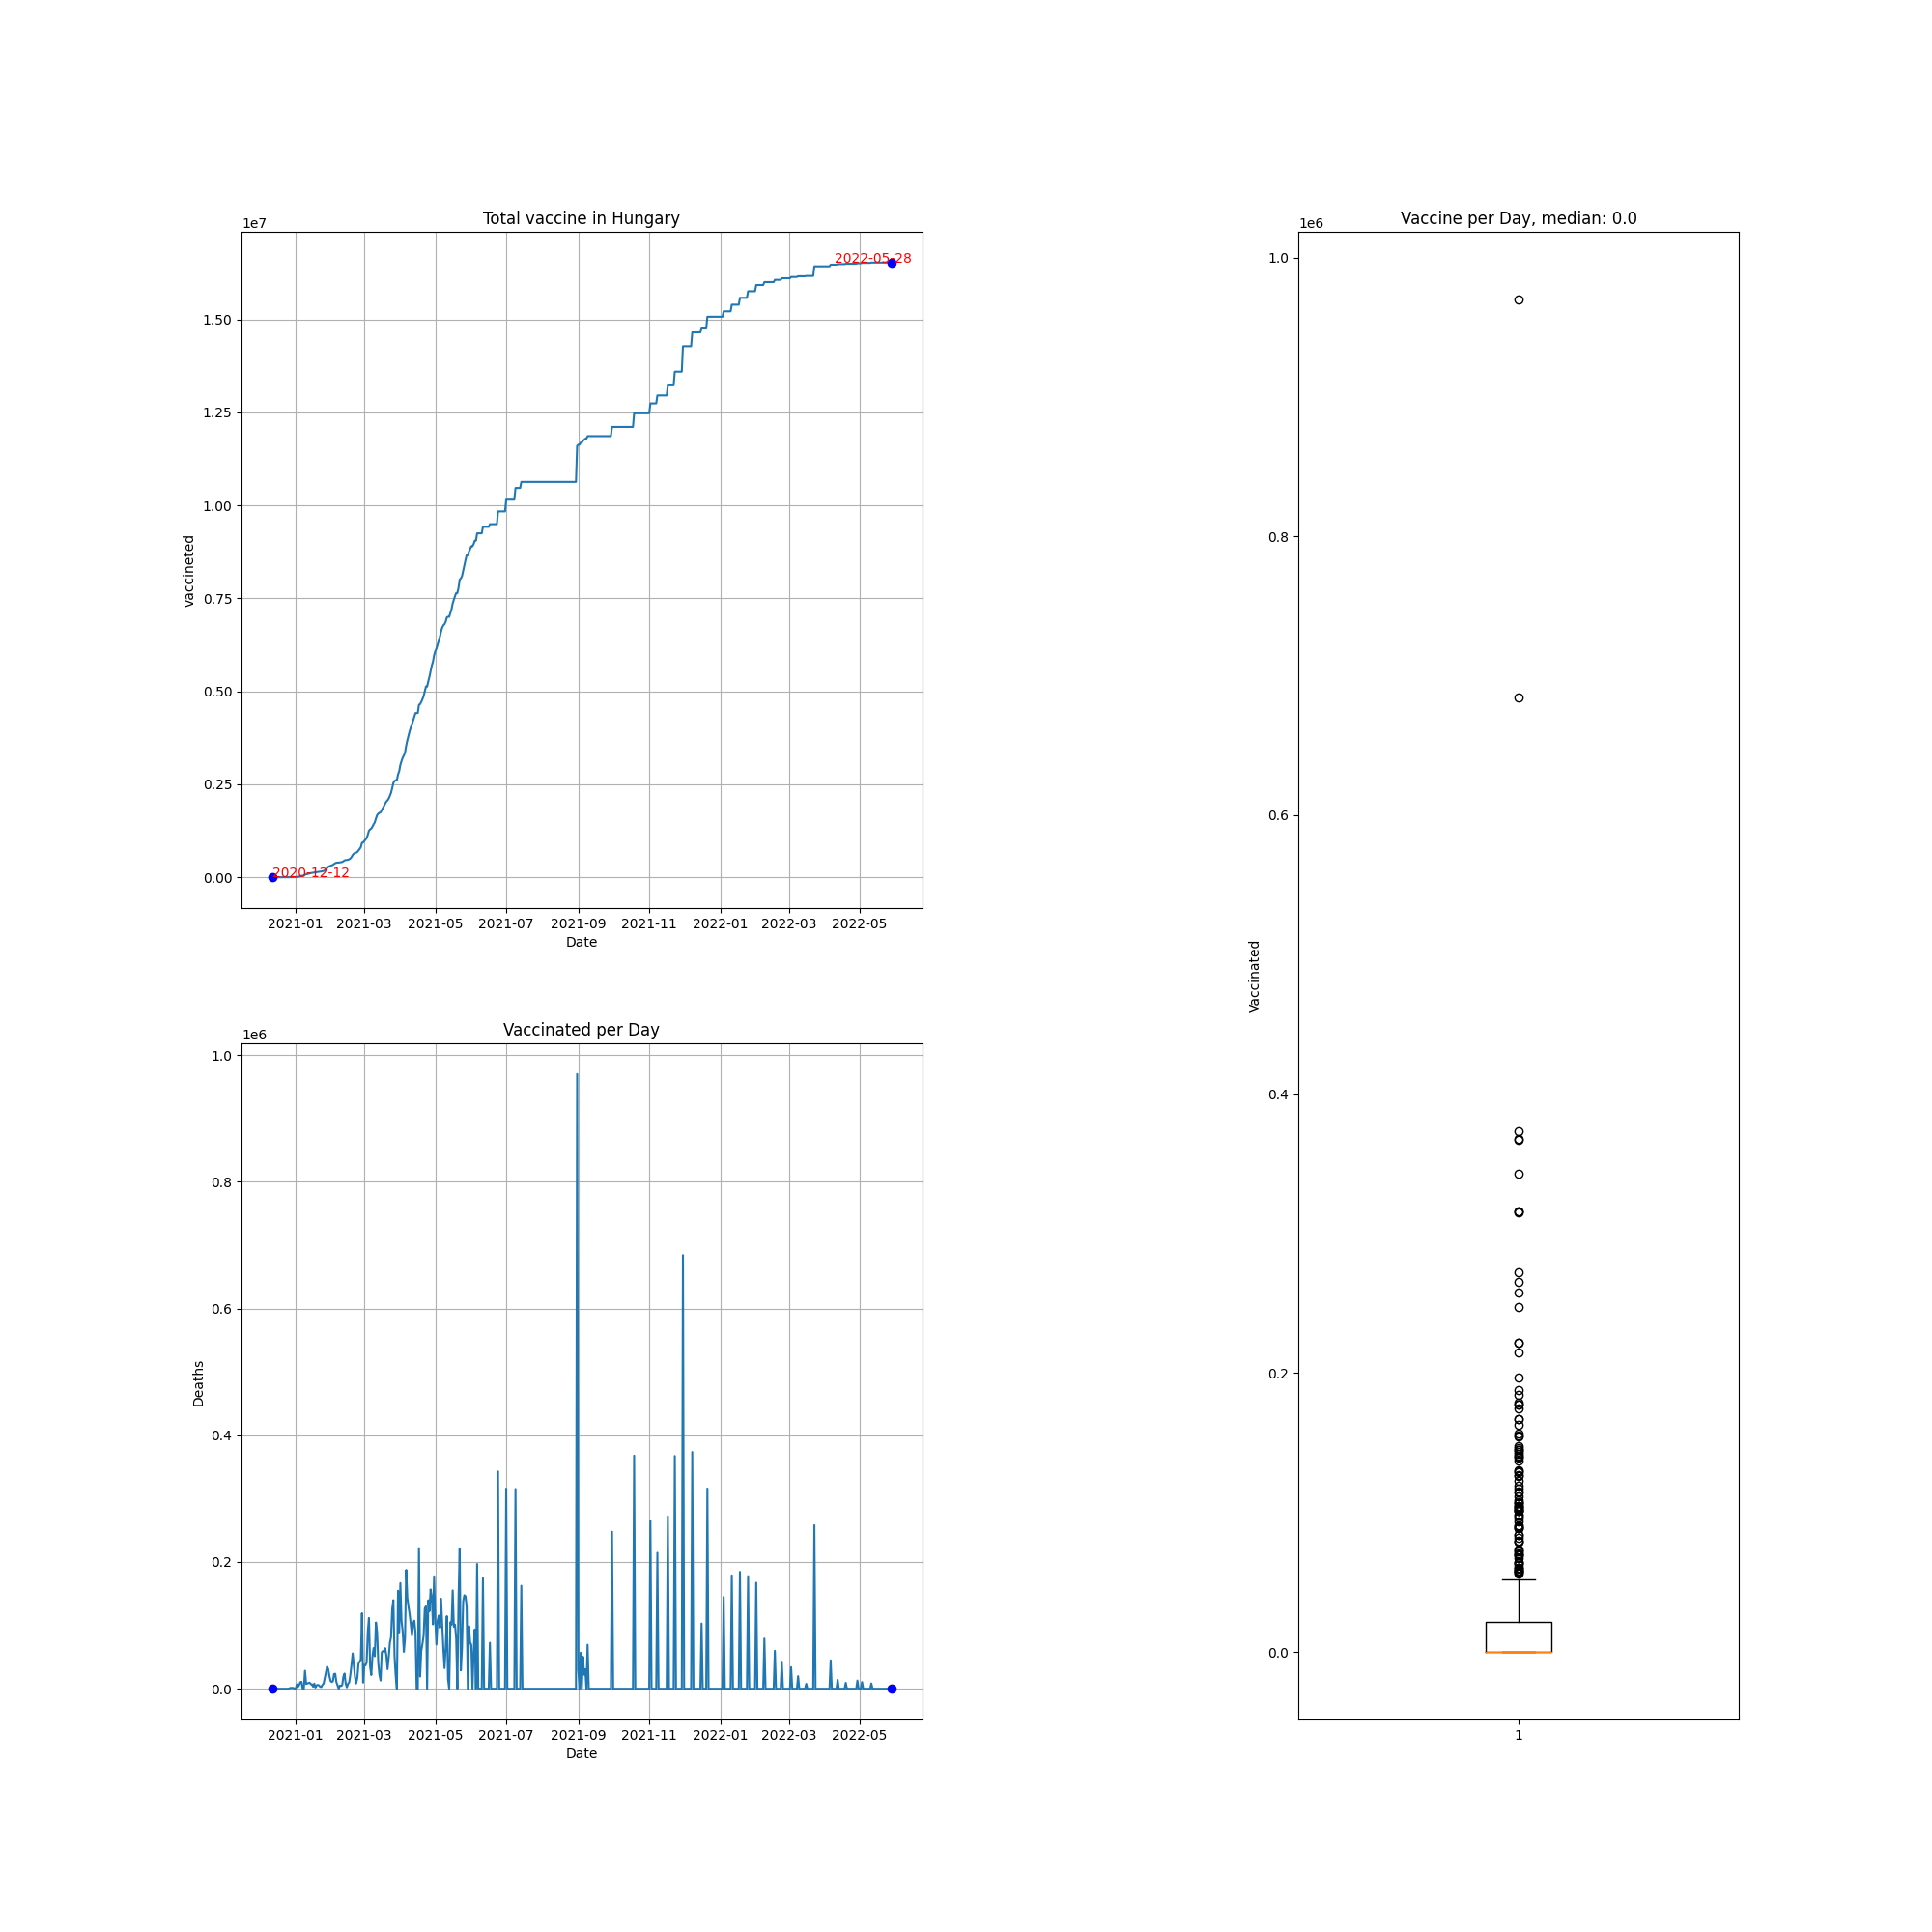 Total vaccine in Hungary
1e7
1.50
1.25
1.00
0.75
0.50
0.25
0.00
vaccineted
2022-05-28
2020-12-12
2021-01 2021-03 2021-05 2021-07 2021-09 2021-11 2022-01 2022-03 2022-05
Date
Vaccinated per Day
1e6
1.0
0.8
0.6
0.4
0.2
0.0
Deaths
2021-01 2021-03 2021-05 2021-07 2021-09 2021-11 2022-01 2022-03 2022-05
Date
Vaccine per Day, median: 0.0
1e6
1.0
0.8
0.6
0.4
0.2
0.0
Vaccinated
1